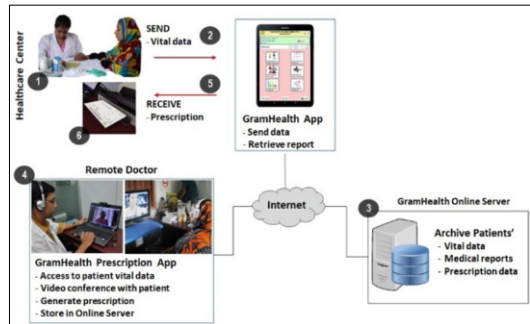 Healthcare Center
1
SEND
- Vital data
2
5
RECEIVE
- Prescription
6
GramHealth App
- Send data
- Retrieve report
Remote Doctor
4
GramHealth Prescription App
- Access to patient vital data
- Video conference with patient
- Generate prescription
- Store in Online Server
Internet
GramHealth Online Server
3
Archive Patients'
- Vital data
- Medical reports
- Prescription data